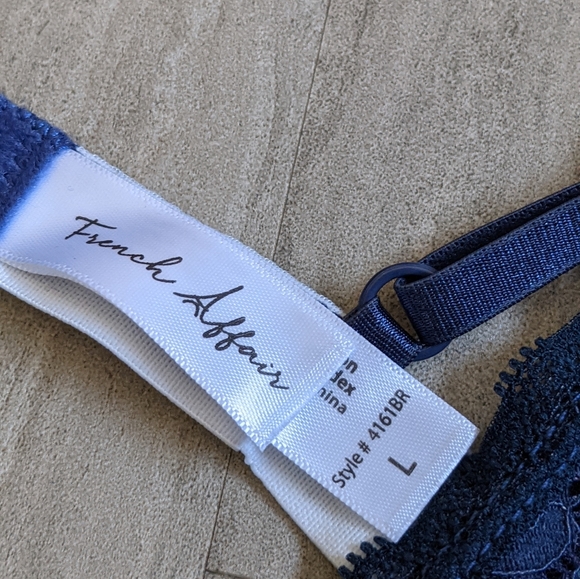 French Affair
Style # 4161BR
L